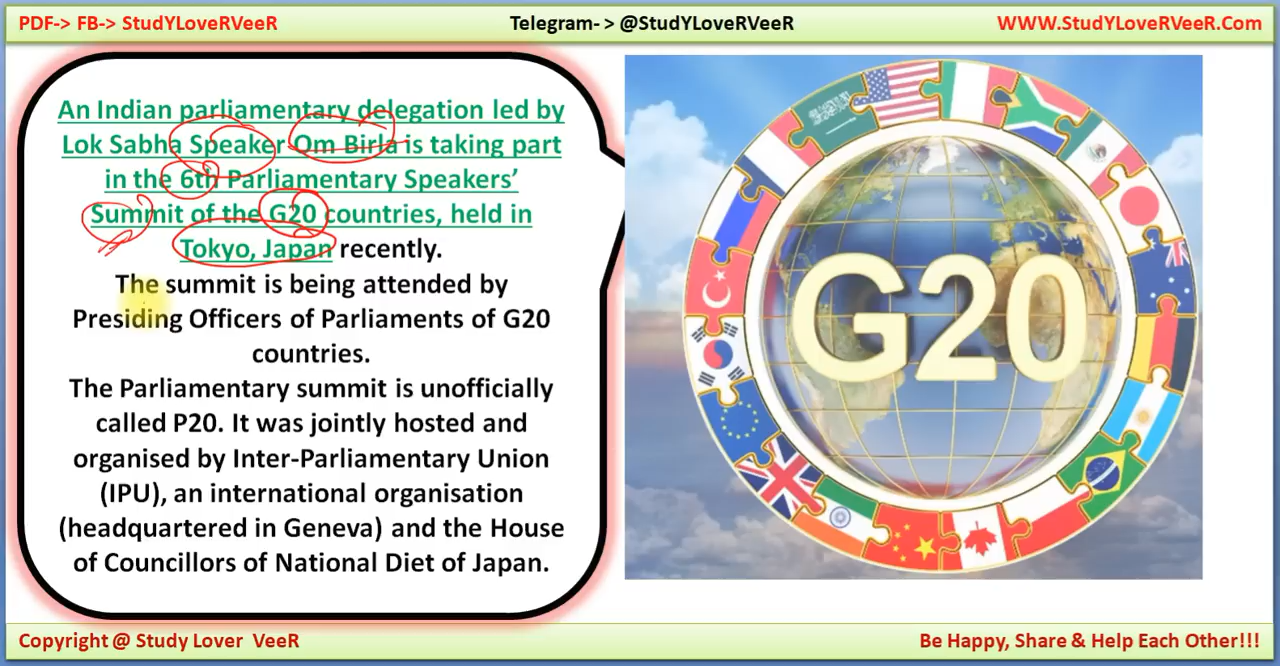 PDF-> FB-> StudYLoveRVeeR
Telegram- > @StudYLoveRVeeR
WWW.StudYLoveRVeeR.Com
An Indian parliamentary delegation led by
Lok Sabha Speaker Om Birla is taking part
in the 6th Parliamentary Speakers’
Summit of the G20 countries, held in
Tokyo, Japan recently.
The summit is being attended by
Presiding Officers of Parliaments of G20
countries.
The Parliamentary summit is unofficially
called P20. It was jointly hosted and
organised by Inter-Parliamentary Union
(IPU), an international organisation
(headquartered in Geneva) and the House
of Councillors of National Diet of Japan.
G20
Copyright @ Study Lover  VeeR
Be Happy, Share & Help Each Other!!!